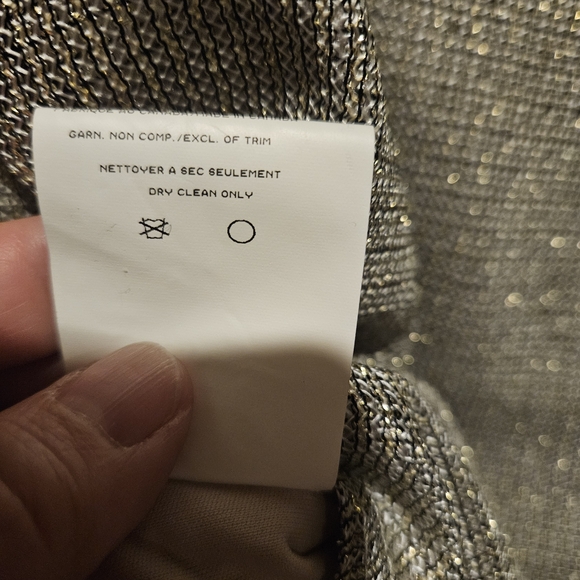 GARN. NON COMP./EXCL. OF TRIM
NETTOYER A SEC SEULEMENT
DRY CLEAN ONLY